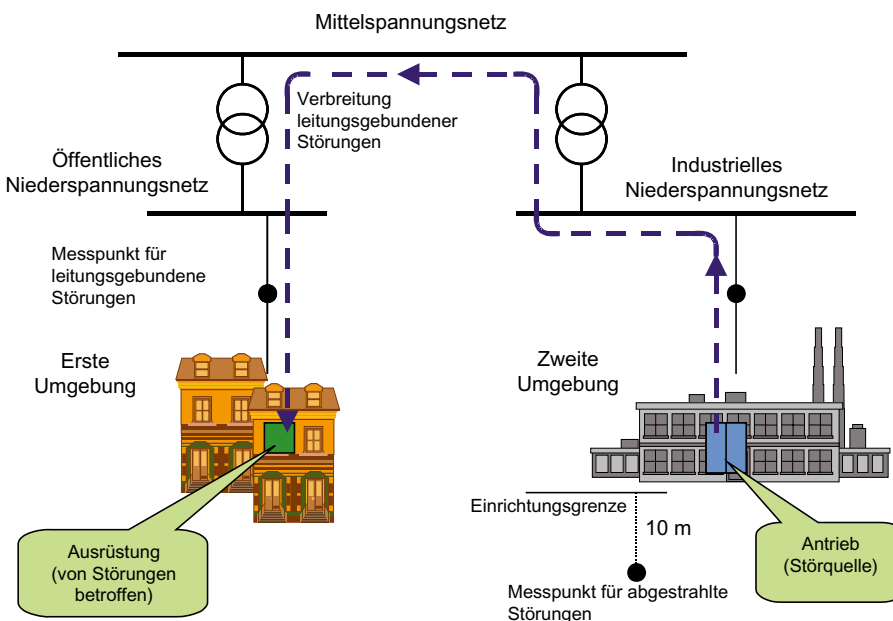 Mittelspannungsnetz
Verbreitung
leitungsgebundener
Störungen
Öffentliches
Niederspannungsnetz
Industrielles
Niederspannungsnetz
Messpunkt für
leitungsgebundene
Störungen
Erste
Umgebung
Zweite
Umgebung
Einrichtungsgrenze
10 m
Ausrüstung
(von Störungen
betroffen)
Antrieb
(Störquelle)
Messpunkt für abgestrahlte
Störungen